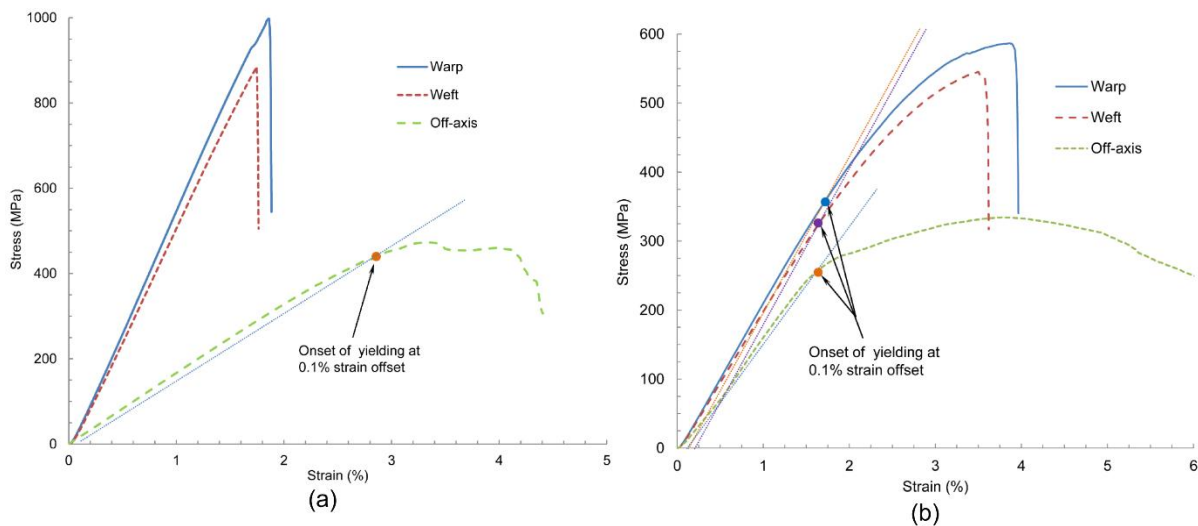 1000
800
600
400
200
0
Stress (MPa)
Warp
Weft
Off-axis
Onset of yielding at
0.1% strain offset
0 1 2 3 4 5
Strain (%)
(a)
600
500
400
300
200
100
0
Stress (MPa)
Warp
Weft
Off-axis
Onset of yielding at
0.1% strain offset
0 1 2 3 4 5 6
Strain (%)
(b)